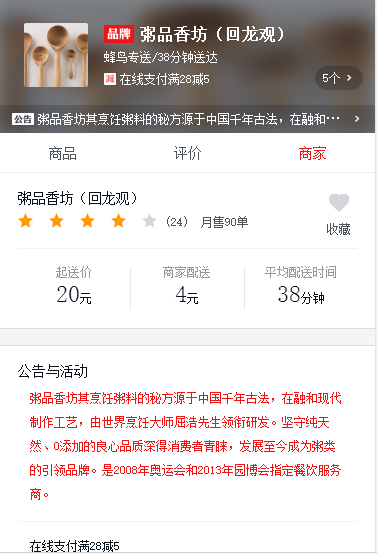 品牌 粥品香坊（回龙观）
蜂鸟专送/38分钟送达
减 在线支付满28减5
5个 >
公告 粥品香坊其烹饪粥料的秘方源于中国千年古法，在融和··· >
商品 评价 商家
粥品香坊（回龙观）
(24) 月售90单
收藏
起送价 商家配送 平均配送时间
20元 4元 38分钟
公告与活动
粥品香坊其烹饪粥料的秘方源于中国千年古法，在融和现代
制作工艺，由世界烹饪大师屈浩先生领衔研发。坚守纯天
然、0添加的良心品质深得消费者青睐，发展至今成为粥类
的引领品牌。是2008年奥运会和2013年园博会指定餐饮服务
商。
在线支付满28减5